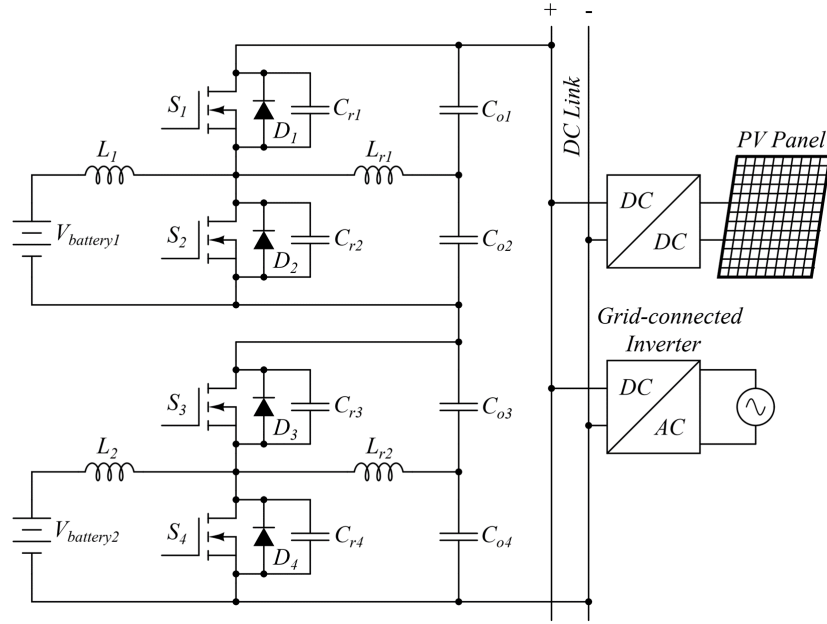 + -
DC Link
S1
D1
Cr1
Co1
L1
Lr1
Vbattery1
S2
D2
Cr2
Co2
PV Panel
DC
DC
Grid-connected
Inverter
DC
AC
S3
D3
Cr3
Co3
L2
Lr2
Vbattery2
S4
D4
Cr4
Co4